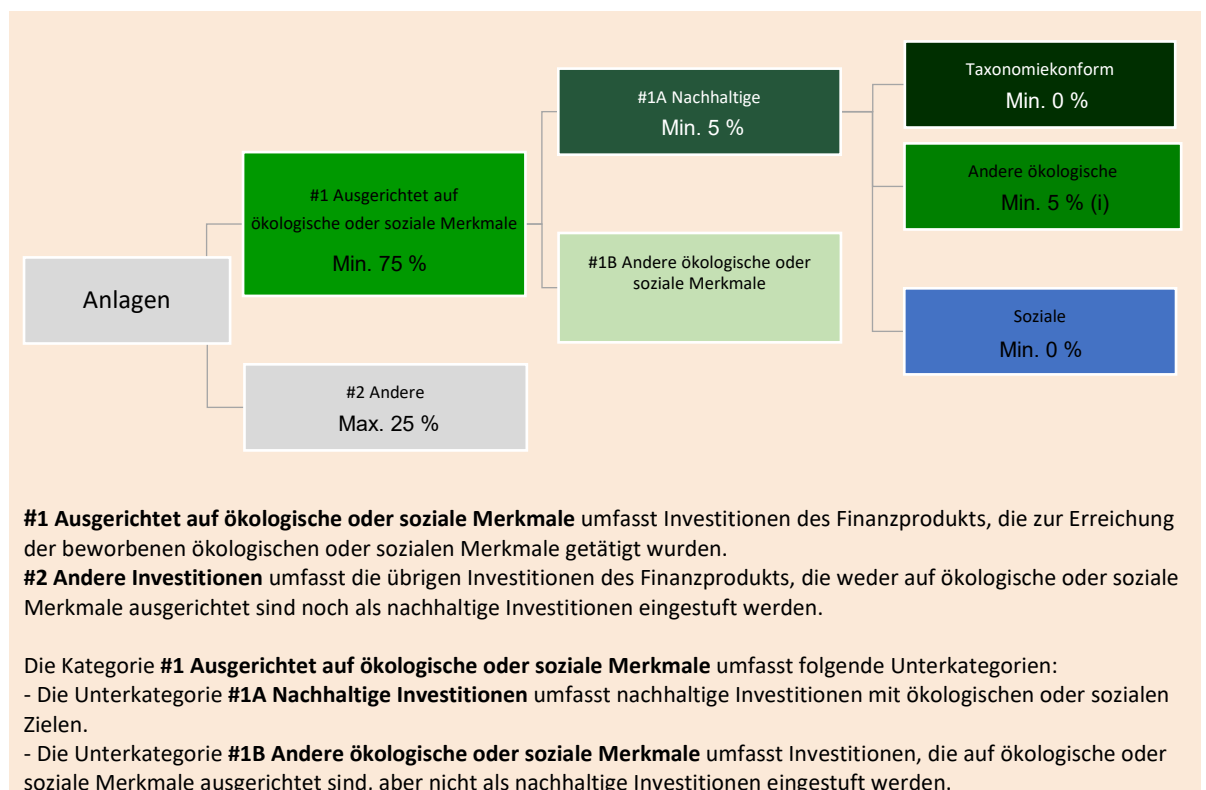 Taxonomiekonform
Min. 0 %
#1A Nachhaltige
Min. 5 %
Andere ökologische
Min. 5 % (i)
#1 Ausgerichtet auf
ökologische oder soziale Merkmale
Min. 75 %
#1B Andere ökologische oder
soziale Merkmale
Anlagen
Soziale
Min. 0 %
#2 Andere
Max. 25 %
#1 Ausgerichtet auf ökologische oder soziale Merkmale umfasst Investitionen des Finanzprodukts, die zur Erreichung
der beworbenen ökologischen oder sozialen Merkmale getätigt wurden.
#2 Andere Investitionen umfasst die übrigen Investitionen des Finanzprodukts, die weder auf ökologische oder soziale
Merkmale ausgerichtet sind noch als nachhaltige Investitionen eingestuft werden.
Die Kategorie #1 Ausgerichtet auf ökologische oder soziale Merkmale umfasst folgende Unterkategorien:
- Die Unterkategorie #1A Nachhaltige Investitionen umfasst nachhaltige Investitionen mit ökologischen oder sozialen
Zielen.
- Die Unterkategorie #1B Andere ökologische oder soziale Merkmale umfasst Investitionen, die auf ökologische oder
soziale Merkmale ausgerichtet sind, aber nicht als nachhaltige Investitionen eingestuft werden.